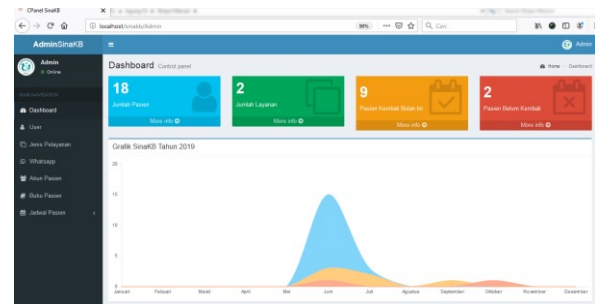 CPanel SinaKB
localhost/sinakb/Admin
90%
Cari
AdminSinaKB
Admin
Admin
Online
Dashboard Control panel
Home
Dashboard
MAIN NAVIGATION
Dashboard
User
Jenis Pelayanan
Whatsapp
Akun Pasien
Buku Pasien
Jadwal Pasien
18
Jumlah Pasien
More info
2
Jumlah Layanan
More info
9
Pasien Kembali Bulan Ini
More info
2
Pasien Belum Kembali
More info
Grafik SinaKB Tahun 2019
20
15
10
5
0
Januari Februari Maret April Mei Juni Juli Agustus September Oktober November Desember